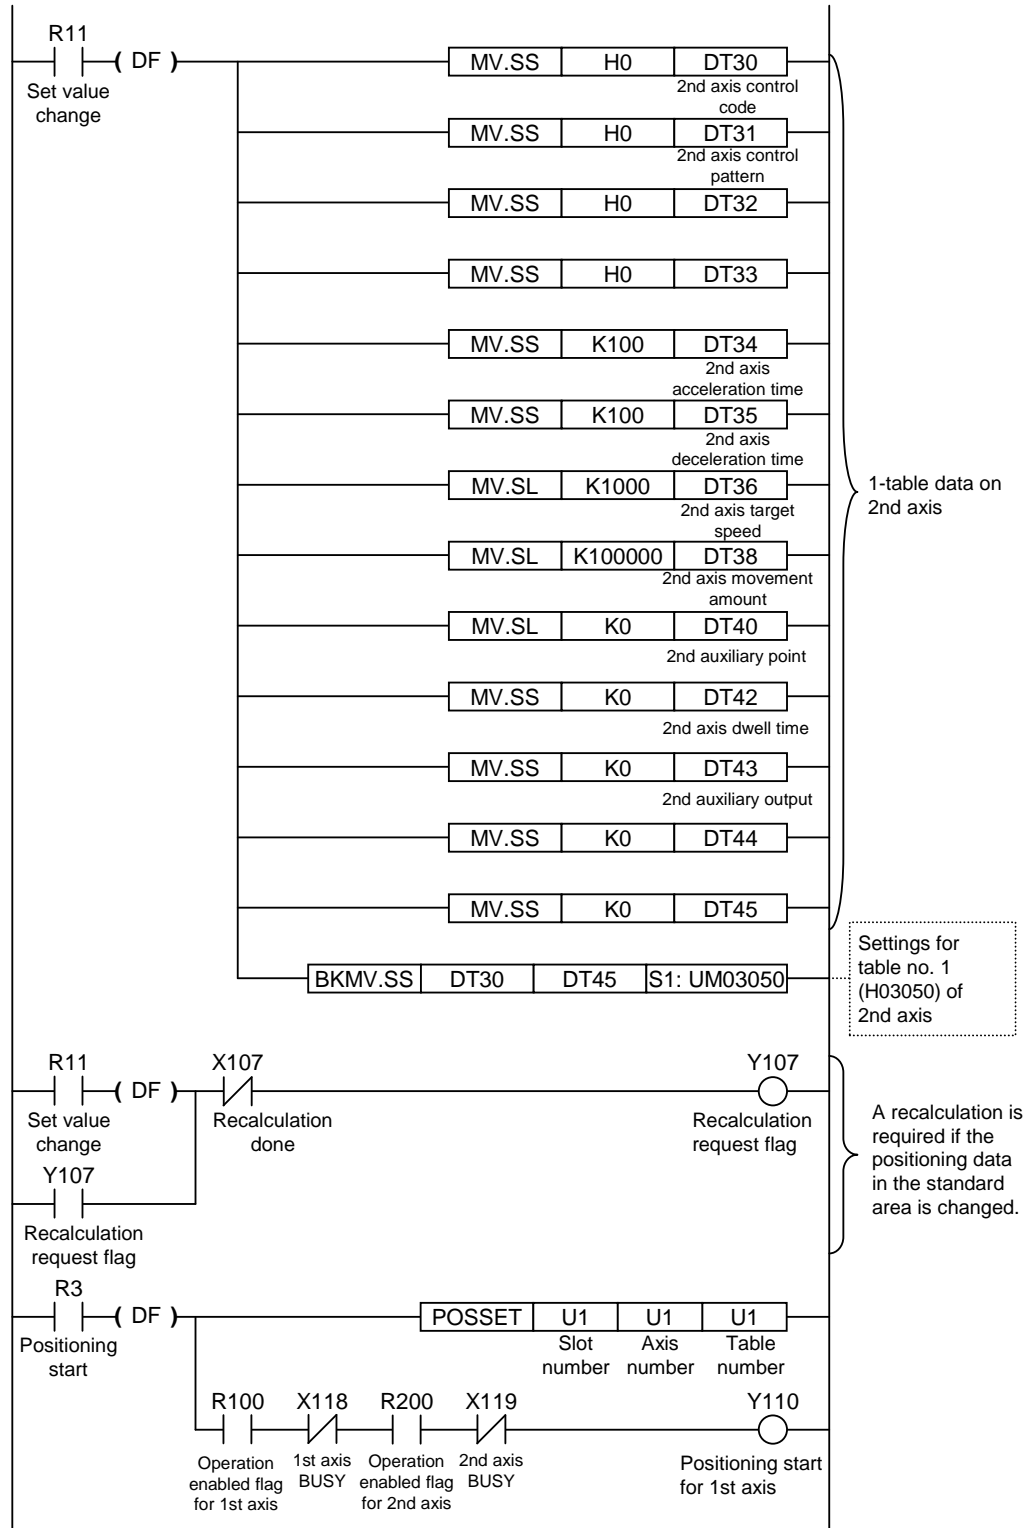 R11
( DF )
Set value
change
MV.SS H0 DT30
2nd axis control
code
MV.SS H0 DT31
2nd axis control
pattern
MV.SS H0 DT32
MV.SS H0 DT33
MV.SS K100 DT34
2nd axis
acceleration time
MV.SS K100 DT35
2nd axis
deceleration time
MV.SL K1000 DT36
2nd axis target
speed
MV.SL K100000 DT38
2nd axis movement
amount
MV.SL K0 DT40
2nd auxiliary point
MV.SS K0 DT42
2nd axis dwell time
MV.SS K0 DT43
2nd auxiliary output
MV.SS K0 DT44
MV.SS K0 DT45
1-table data on
2nd axis
BKMV.SS DT30 DT45 S1: UM03050
Settings for
table no. 1
(H03050) of
2nd axis
R11 X107 Y107
( DF )
Set value
change
Recalculation
done
Recalculation
request flag
Y107
Recalculation
request flag
A recalculation is
required if the
positioning data
in the standard
area is changed.
R3
( DF )
Positioning
start
POSSET U1 U1 U1
Slot
number
Axis
number
Table
number
R100 X118 R200 X119 Y110
Operation
enabled flag
for 1st axis
1st axis
BUSY
Operation
enabled flag
for 2nd axis
2nd axis
BUSY
Positioning start
for 1st axis